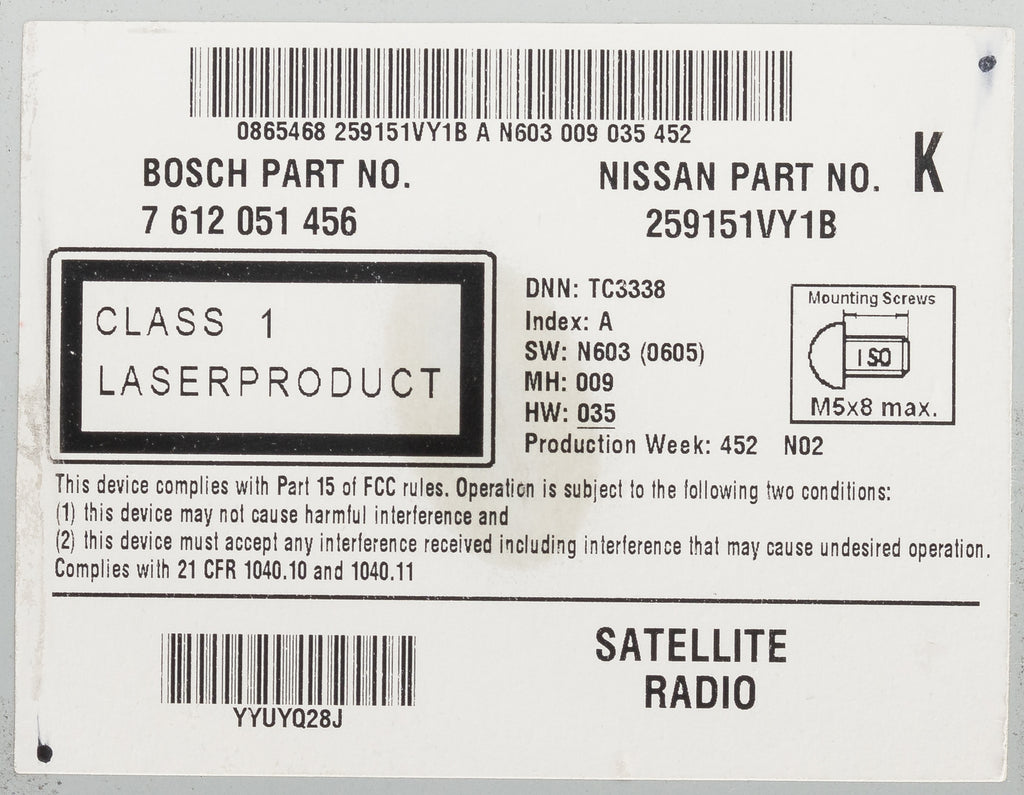 0865468 259151VY1B A N603 009 035 452
BOSCH PART NO.
7 612 051 456
NISSAN PART NO.
259151VY1B
K
CLASS 1
LASERPRODUCT
DNN: TC3338
Index: A
SW: N603 (0605)
MH: 009
HW: 035
Production Week: 452 N02
Mounting Screws
ISO
M5x8 max.
This device complies with Part 15 of FCC rules. Operation is subject to the following two conditions:
(1) this device may not cause harmful interference and
(2) this device must accept any interference received including interference that may cause undesired operation.
Complies with 21 CFR 1040.10 and 1040.11
YYUYQ28J
SATELLITE
RADIO